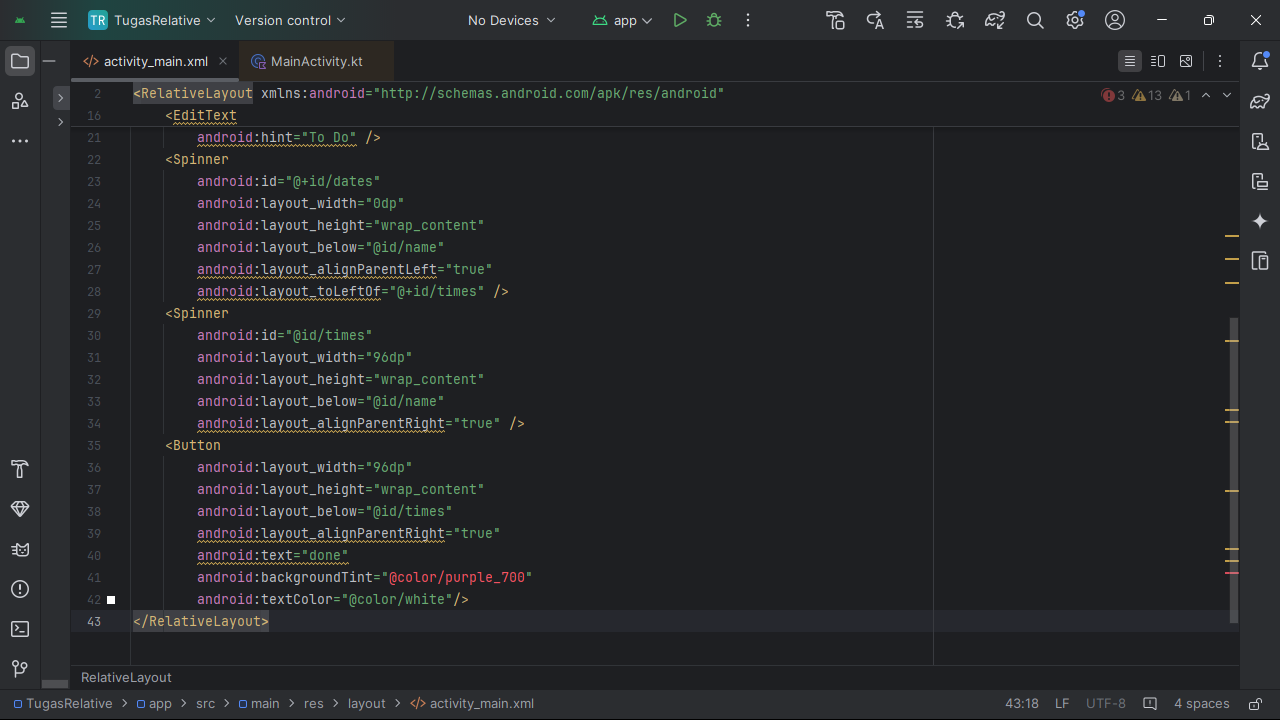 TR TugasRelative Version control No Devices app
activity_main.xml MainActivity.kt
2 <RelativeLayout xmlns:android="http://schemas.android.com/apk/res/android" 3 13 1
16 <EditText
21 android:hint="To Do" />
22 <Spinner
23 android:id="@+id/dates"
24 android:layout_width="0dp"
25 android:layout_height="wrap_content"
26 android:layout_below="@id/name"
27 android:layout_alignParentLeft="true"
28 android:layout_toLeftOf="@+id/times" />
29 <Spinner
30 android:id="@id/times"
31 android:layout_width="96dp"
32 android:layout_height="wrap_content"
33 android:layout_below="@id/name"
34 android:layout_alignParentRight="true" />
35 <Button
36 android:layout_width="96dp"
37 android:layout_height="wrap_content"
38 android:layout_below="@id/times"
39 android:layout_alignParentRight="true"
40 android:text="done"
41 android:backgroundTint="@color/purple_700"
42 android:textColor="@color/white"/>
43 </RelativeLayout>
RelativeLayout
TugasRelative > app > src > main > res > layout > activity_main.xml 43:18 LF UTF-8 4 spaces